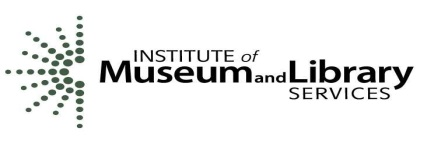 INSTITUTE of
Museum and Library
SERVICES